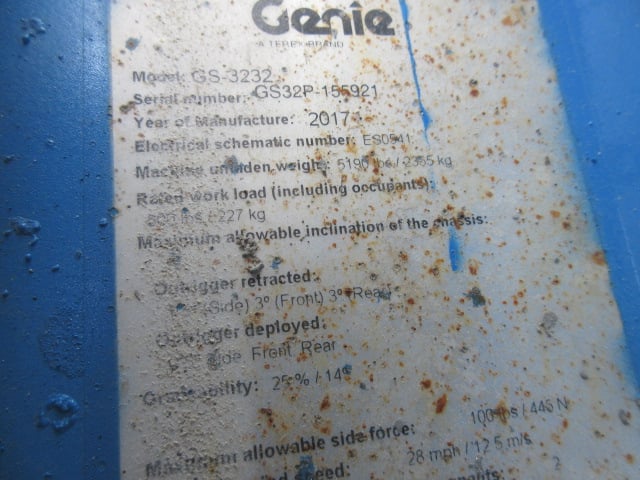 Genie
A TEREX BRAND
Model: GS-3232
Serial number: GS32P-155921
Year of Manufacture: 2017
Electrical schematic number: ES0541
Machine unladen weight: 5190 lbs / 2355 kg
Rated work load (including occupants):
500 lbs / 227 kg
Maximum allowable inclination of the chassis:
Outrigger retracted:
(Side) 3° (Front) 3° (Rear)
Outrigger deployed:
Side Front Rear
Gradeability: 25 % / 14°
Maximum allowable side force: 100 lbs / 445 N
speed: 28 mph / 12.5 m/s
2